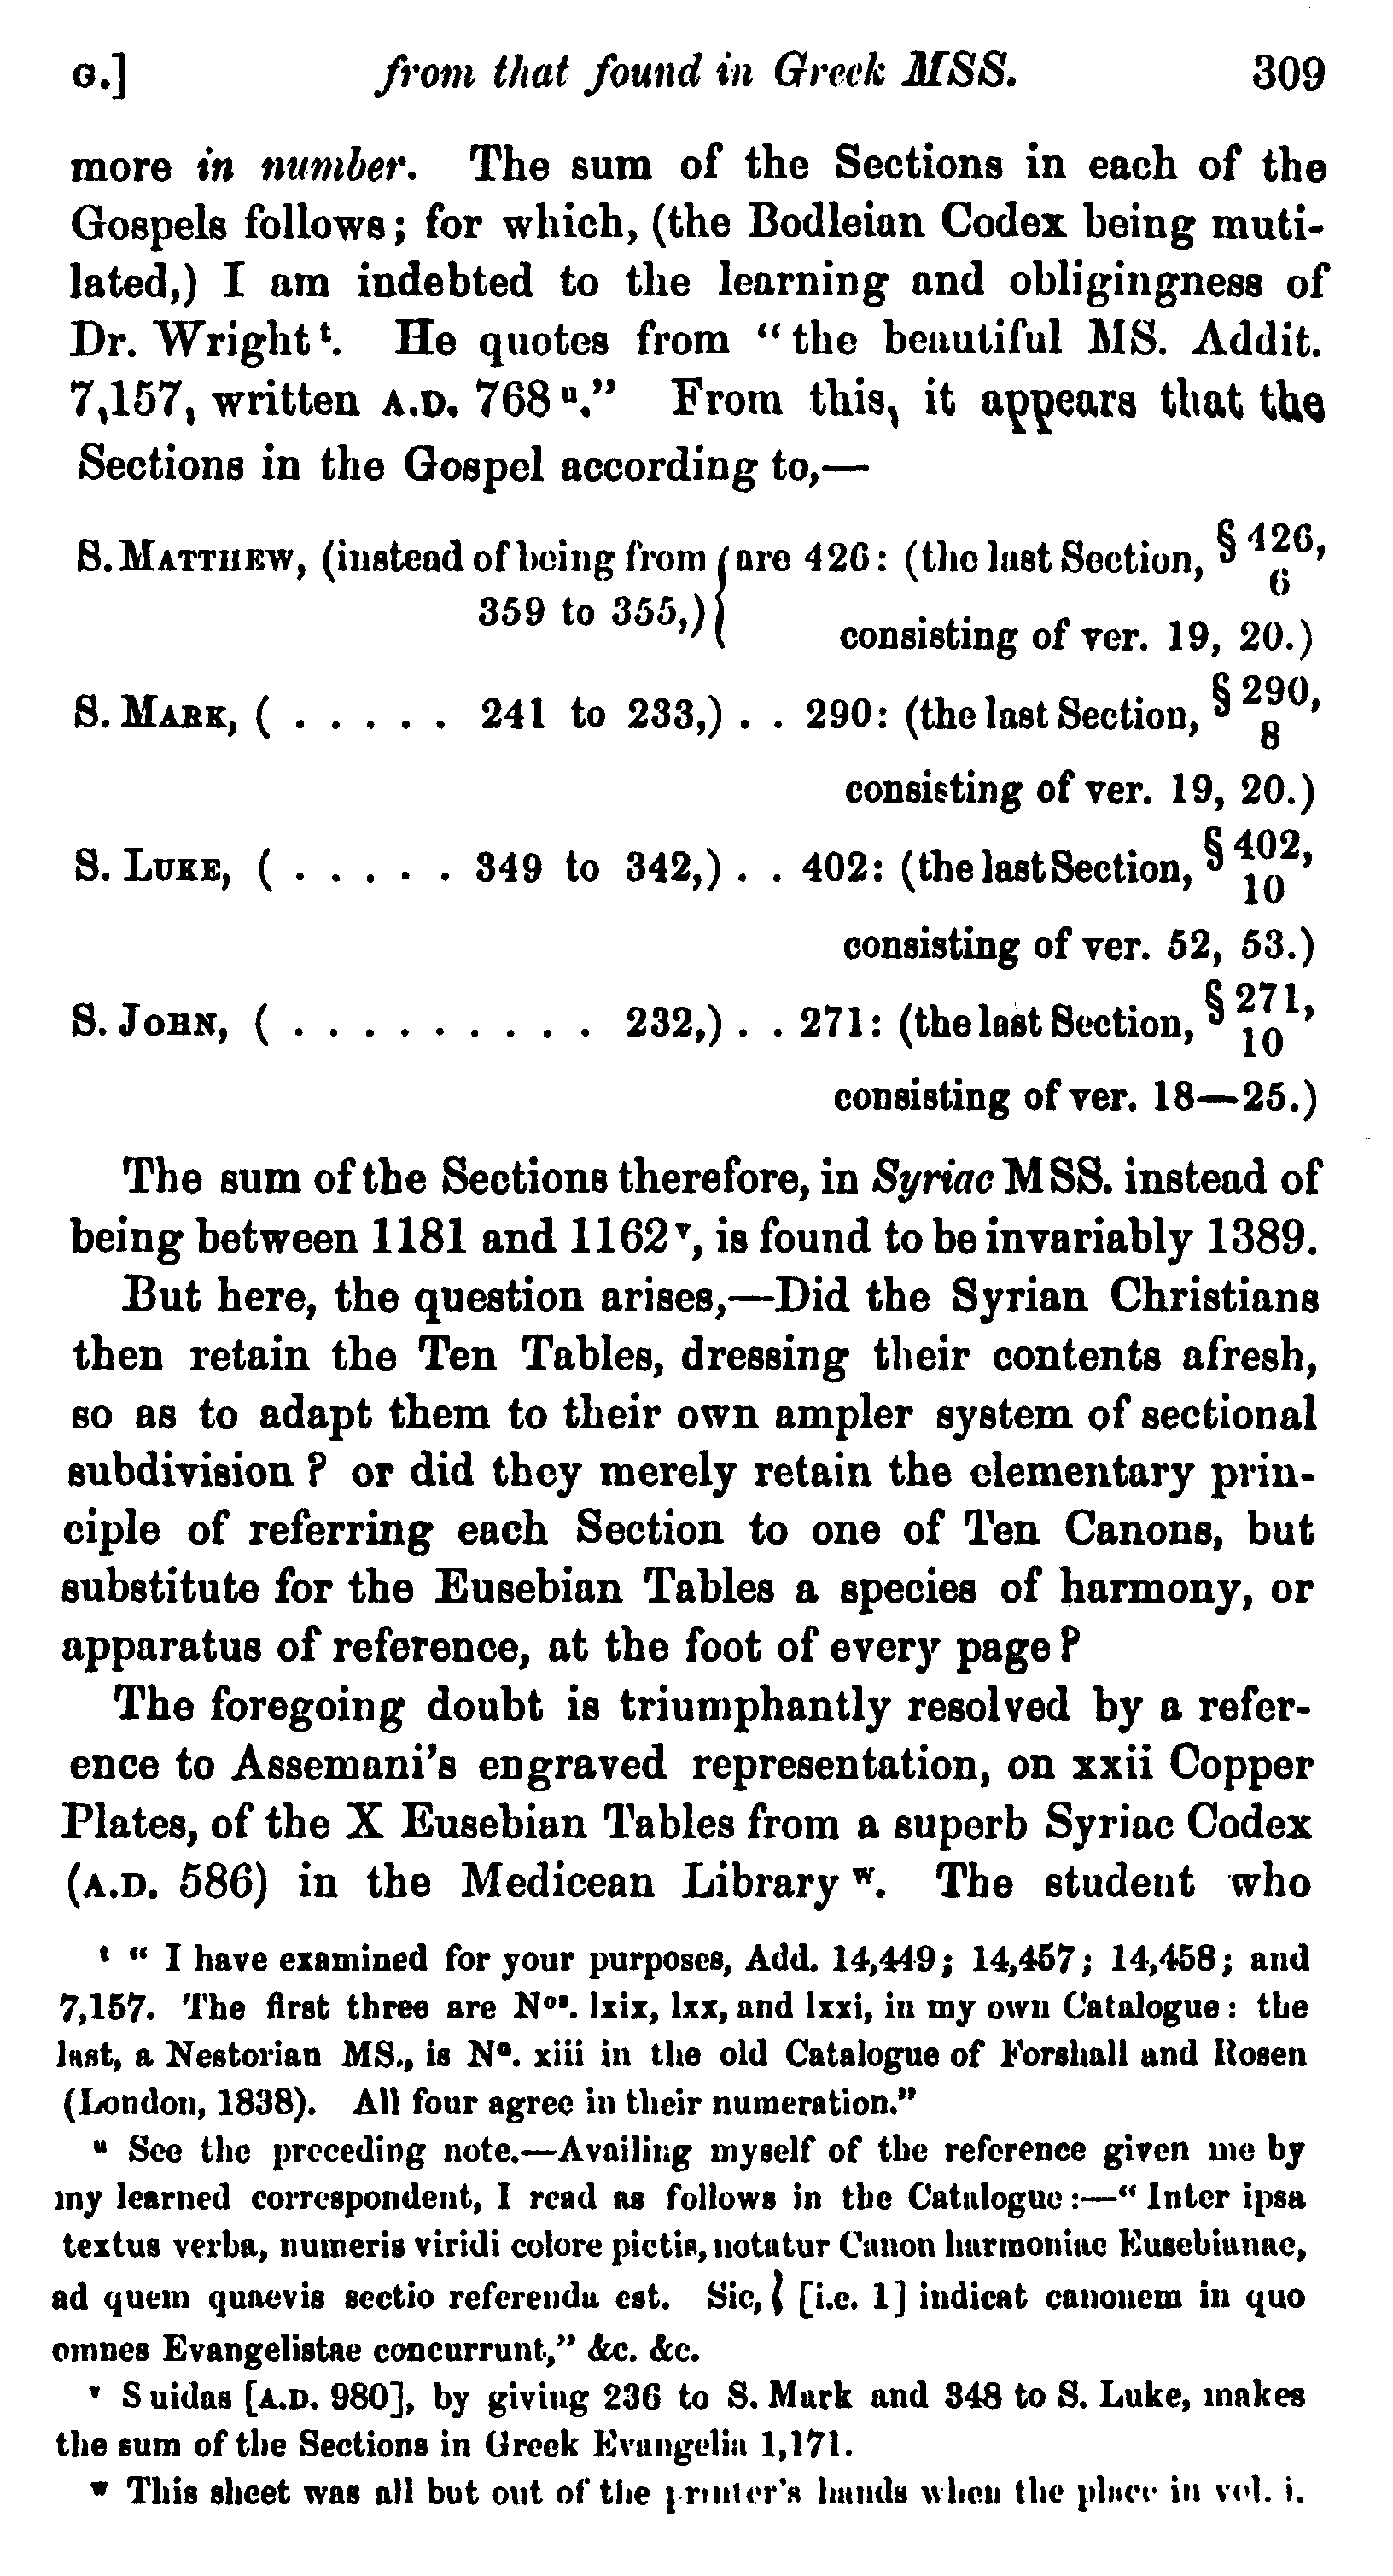 G.] from that found in Greek MSS. 309
more in number. The sum of the Sections in each of the
Gospels follows; for which, (the Bodleian Codex being muti-
lated,) I am indebted to the learning and obligingness of
Dr. Wright ᵗ. He quotes from “the beautiful MS. Addit.
7,157, written A.D. 768 ᵘ.” From this, it appears that the
Sections in the Gospel according to,—
S. MATTHEW, (instead of being from { are 426: (the last Section, § 426,
6
359 to 355,)
consisting of ver. 19, 20.)
S. MARK, ( . . . . . 241 to 233,) . . 290: (the last Section, § 290,
8
consisting of ver. 19, 20.)
S. LUKE, ( . . . . . 349 to 342,) . . 402: (the last Section, § 402,
10
consisting of ver. 52, 53.)
S. JOHN, ( . . . . . . . . . 232,) . . 271: (the last Section, § 271,
10
consisting of ver. 18—25.)
The sum of the Sections therefore, in Syriac MSS. instead of
being between 1181 and 1162 ᵛ, is found to be invariably 1389.
But here, the question arises,—Did the Syrian Christians
then retain the Ten Tables, dressing their contents afresh,
so as to adapt them to their own ampler system of sectional
subdivision? or did they merely retain the elementary prin-
ciple of referring each Section to one of Ten Canons, but
substitute for the Eusebian Tables a species of harmony, or
apparatus of reference, at the foot of every page?
The foregoing doubt is triumphantly resolved by a refer-
ence to Assemani’s engraved representation, on xxii Copper
Plates, of the X Eusebian Tables from a superb Syriac Codex
(A.D. 586) in the Medicean Library ʷ. The student who
ᵗ “I have examined for your purposes, Add. 14,449; 14,457; 14,458; and
7,157. The first three are Nᵒˢ. lxix, lxx, and lxxi, in my own Catalogue: the
last, a Nestorian MS., is Nᵒ. xiii in the old Catalogue of Forshall and Rosen
(London, 1838). All four agree in their numeration.”
ᵘ See the preceding note.—Availing myself of the reference given me by
my learned correspondent, I read as follows in the Catalogue:—“Inter ipsa
textus verba, numeris viridi colore pictis, notatur Canon harmoniae Eusebianae,
ad quem quaevis sectio referenda est. Sic, [i.e. 1] indicat canonem in quo
omnes Evangelistae concurrunt,” &c. &c.
ᵛ Suidas [A.D. 980], by giving 236 to S. Mark and 348 to S. Luke, makes
the sum of the Sections in Greek Evangelia 1,171.
ʷ This sheet was all but out of the printer’s hands when the place in vol. i.